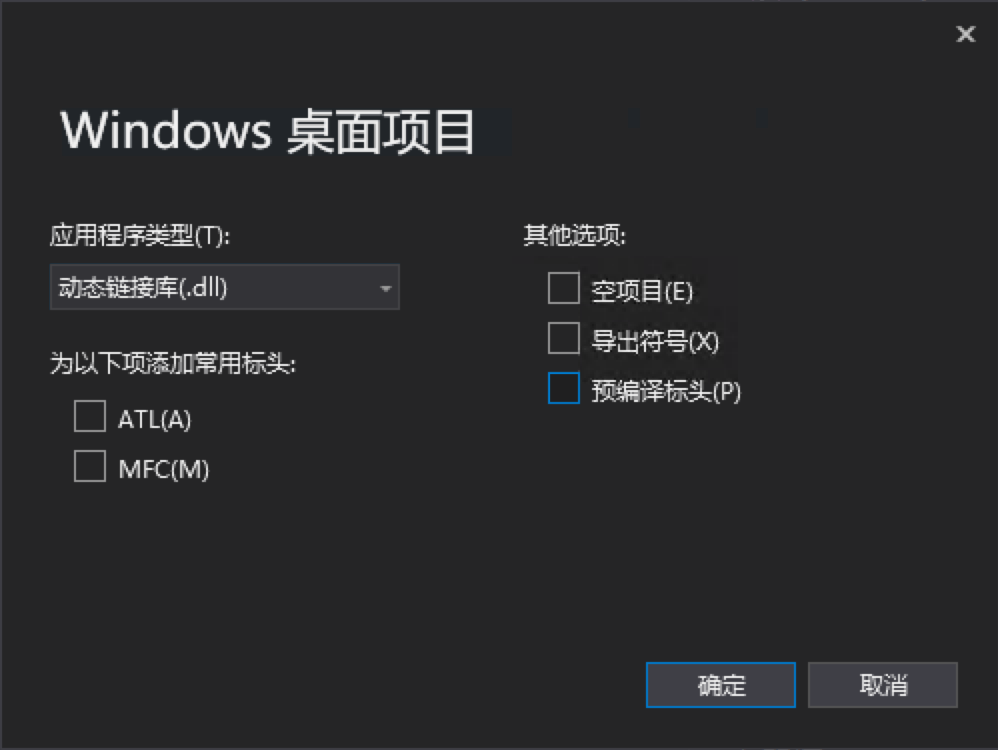 Windows 桌面项目
应用程序类型(T):
动态链接库(.dll)
为以下项添加常用标头:
ATL(A)
MFC(M)
其他选项:
空项目(E)
导出符号(X)
预编译标头(P)
确定
取消